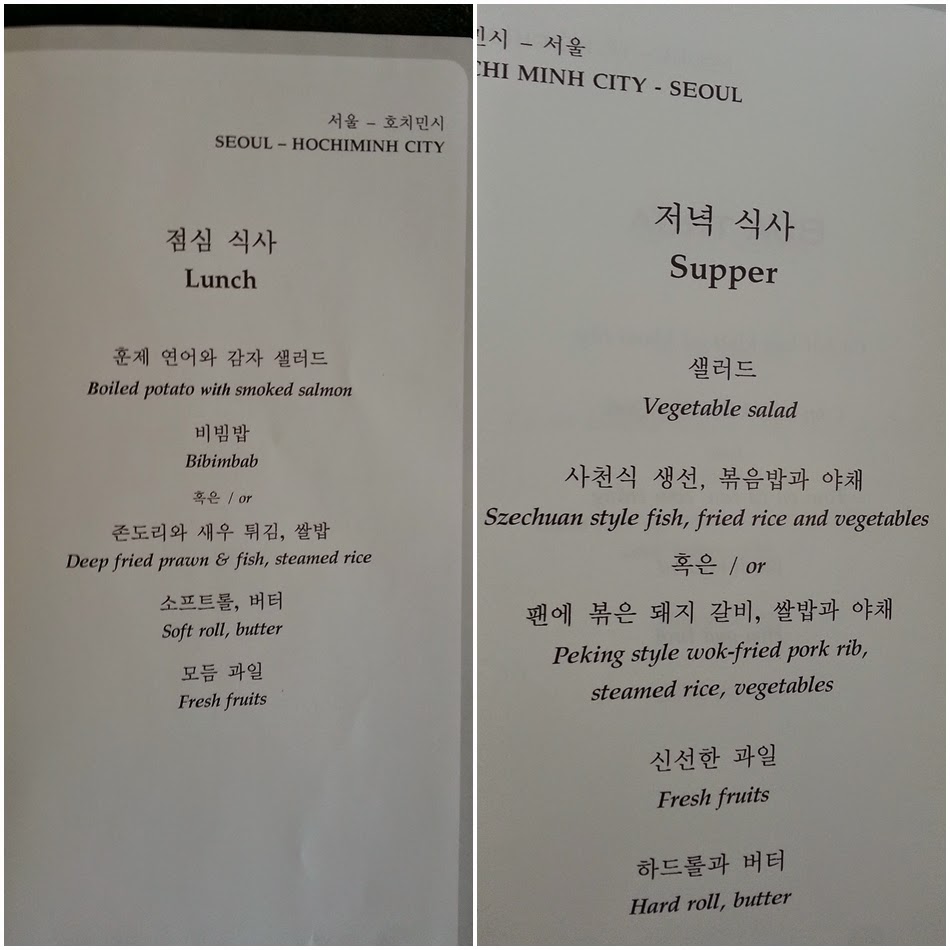 서울 – 호치민시
SEOUL – HOCHIMINH CITY
점심 식사
Lunch
훈제 연어와 감자 샐러드
Boiled potato with smoked salmon
비빔밥
Bibimbab
혹은 / or
존도리와 새우 튀김, 쌀밥
Deep fried prawn & fish, steamed rice
소프트롤, 버터
Soft roll, butter
모듬 과일
Fresh fruits
민시 – 서울
CHI MINH CITY - SEOUL
저녁 식사
Supper
샐러드
Vegetable salad
사천식 생선, 볶음밥과 야채
Szechuan style fish, fried rice and vegetables
혹은 / or
팬에 볶은 돼지 갈비, 쌀밥과 야채
Peking style wok-fried pork rib,
steamed rice, vegetables
신선한 과일
Fresh fruits
하드롤과 버터
Hard roll, butter